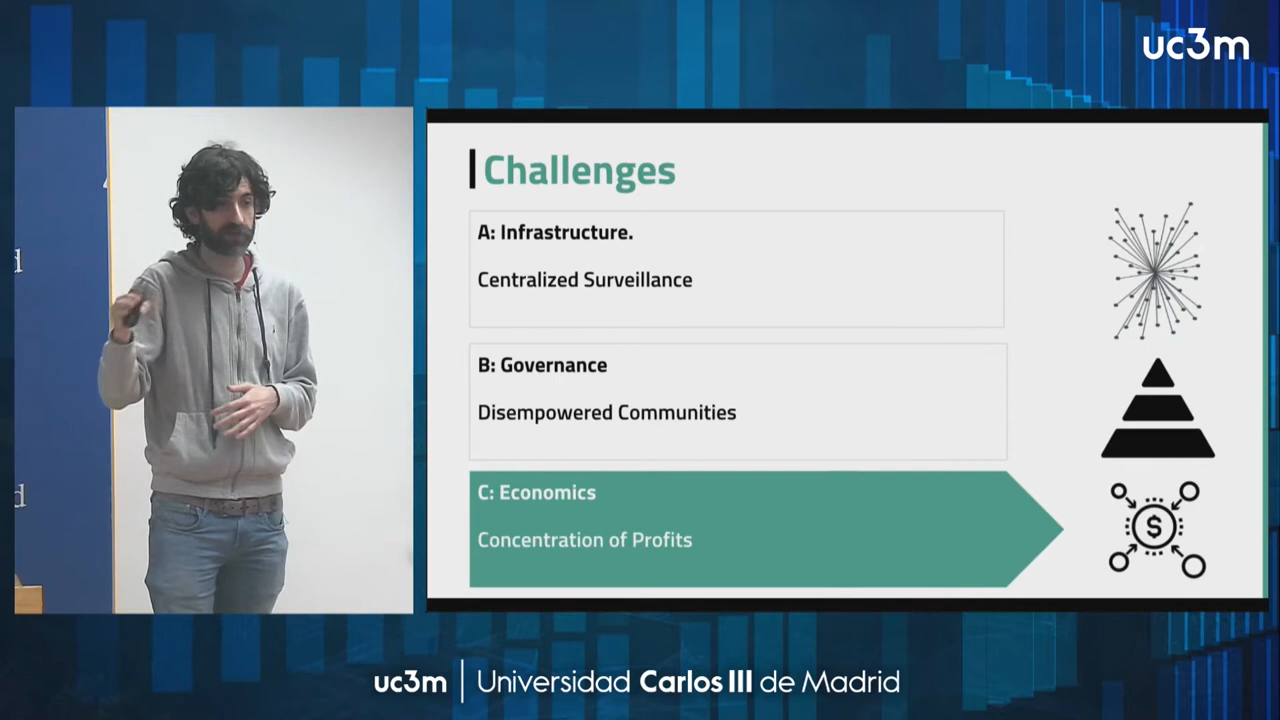 uc3m
Challenges
A: Infrastructure.
Centralized Surveillance
B: Governance
Disempowered Communities
C: Economics
Concentration of Profits
$
d
d
uc3m | Universidad Carlos III de Madrid